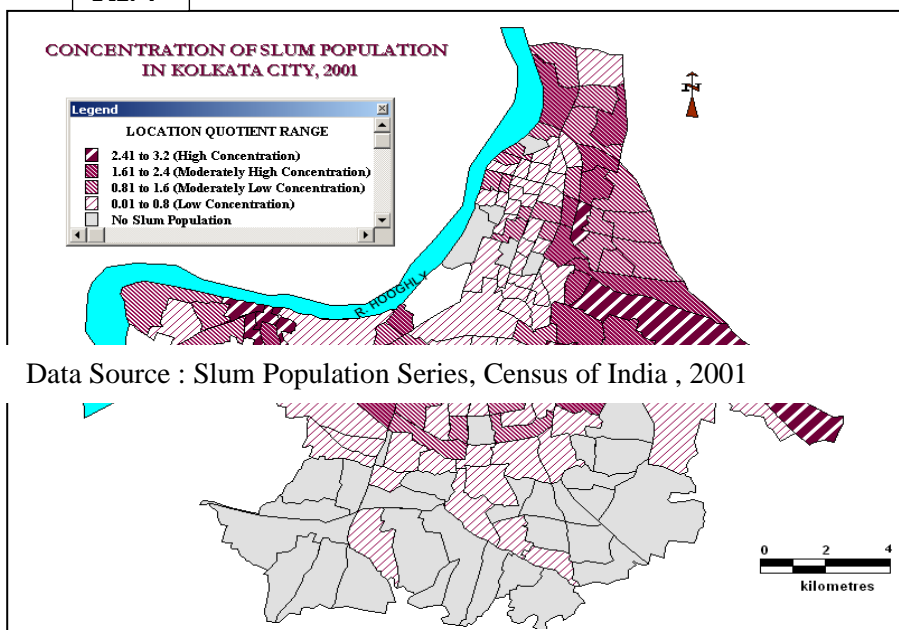 CONCENTRATION OF SLUM POPULATION
IN KOLKATA CITY, 2001
N
Legend
LOCATION QUOTIENT RANGE
2.41 to 3.2 (High Concentration)
1.61 to 2.4 (Moderately High Concentration)
0.81 to 1.6 (Moderately Low Concentration)
0.01 to 0.8 (Low Concentration)
No Slum Population
R. HOOGHLY
Data Source : Slum Population Series, Census of India , 2001
0 2 4
kilometres